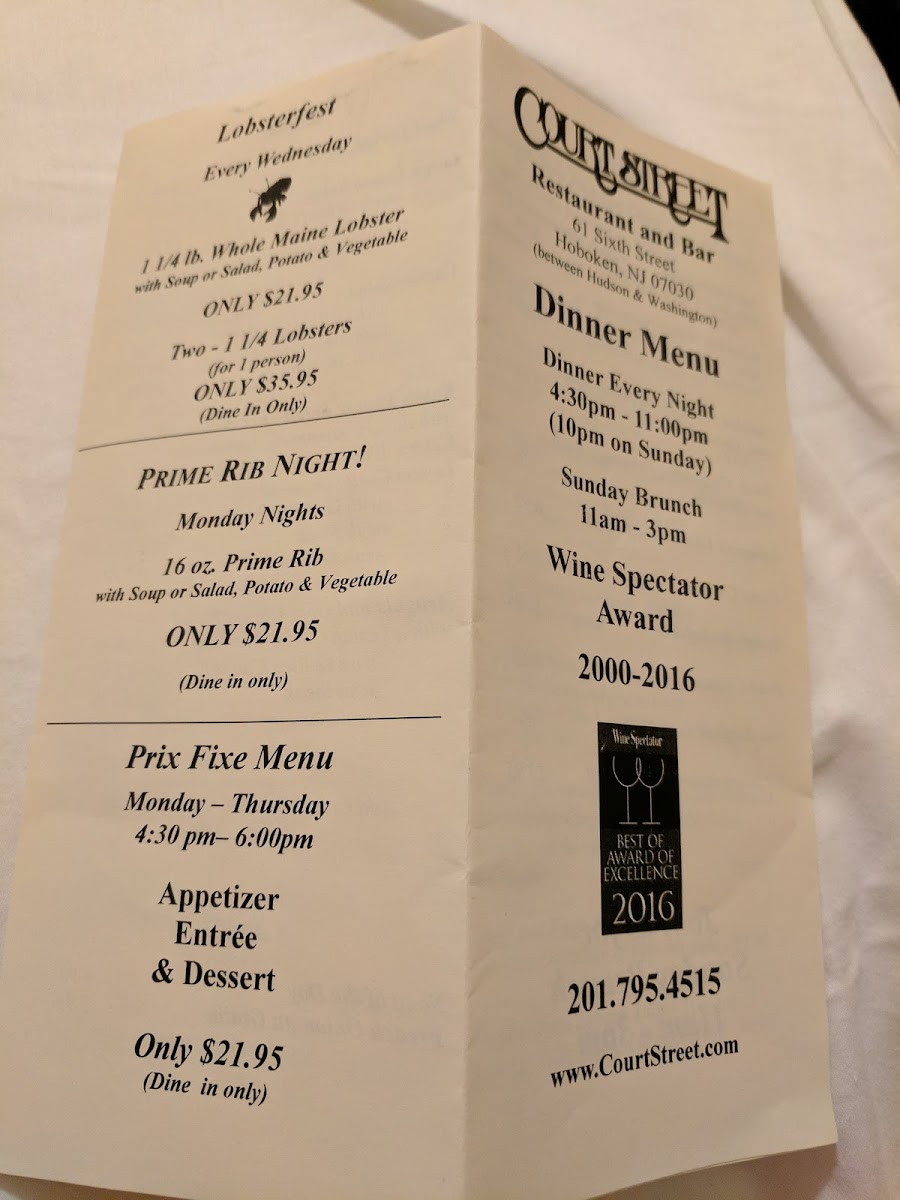 Lobsterfest
Every Wednesday
1 1/4 lb. Whole Maine Lobster
with Soup or Salad, Potato & Vegetable
ONLY $21.95
Two - 1 1/4 Lobsters
(for 1 person)
ONLY $35.95
(Dine In Only)
PRIME RIB NIGHT!
Monday Nights
16 oz. Prime Rib
with Soup or Salad, Potato & Vegetable
ONLY $21.95
(Dine in only)
Prix Fixe Menu
Monday – Thursday
4:30 pm– 6:00pm
Appetizer
Entrée
& Dessert
Only $21.95
(Dine in only)
COURT STREET
Restaurant and Bar
61 Sixth Street
Hoboken, NJ 07030
(between Hudson & Washington)
Dinner Menu
Dinner Every Night
4:30pm - 11:00pm
(10pm on Sunday)
Sunday Brunch
11am - 3pm
Wine Spectator
Award
2000-2016
Wine Spectator
BEST OF
AWARD OF
EXCELLENCE
2016
201.795.4515
www.CourtStreet.com